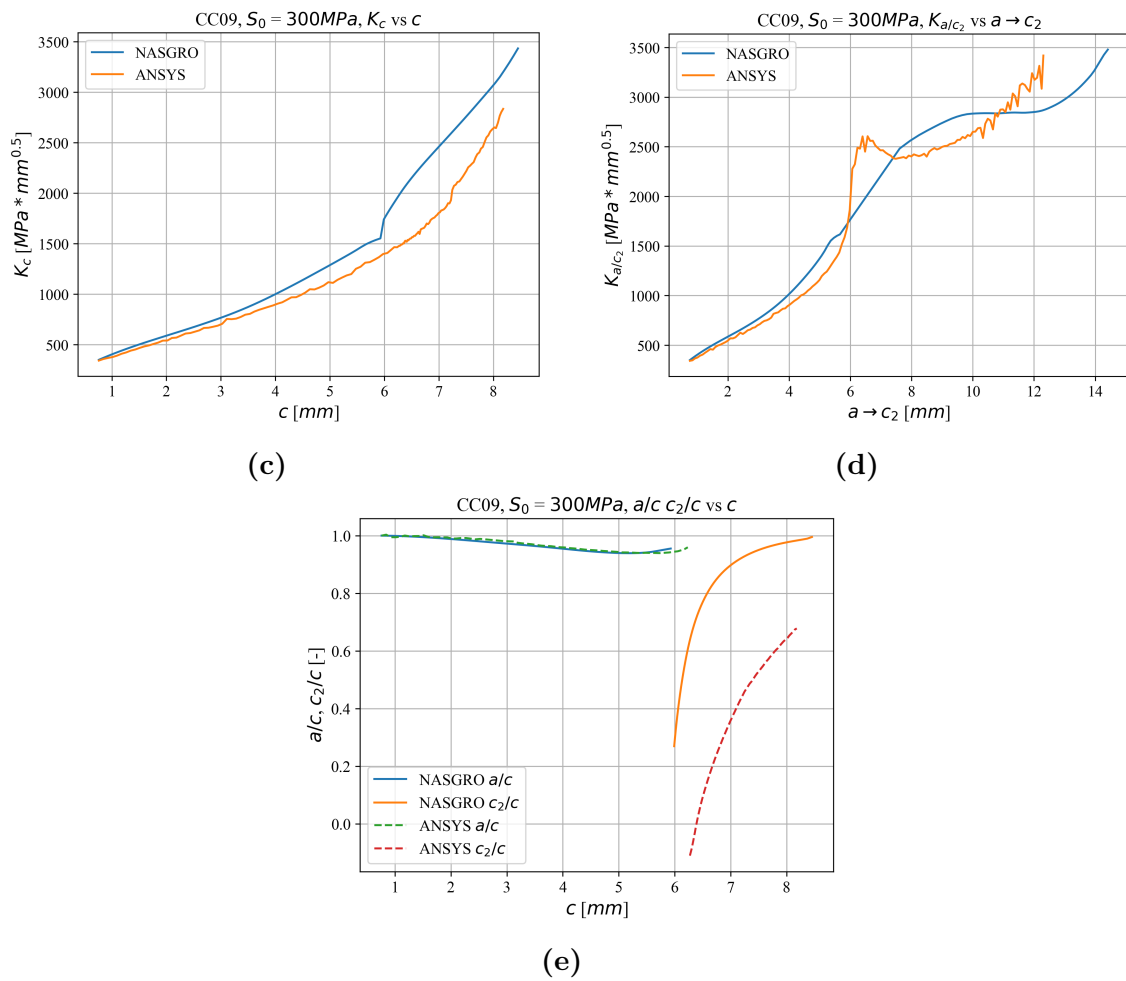 CC09, S₀ = 300MPa, K_c vs c
NASGRO
ANSYS
3500
3000
2500
2000
1500
1000
500
K_c [MPa * mm^0.5]
1 2 3 4 5 6 7 8
c [mm]
(c)
CC09, S₀ = 300MPa, K_{a/c₂} vs a → c₂
NASGRO
ANSYS
3500
3000
2500
2000
1500
1000
500
K_{a/c₂} [MPa * mm^0.5]
2 4 6 8 10 12 14
a → c₂ [mm]
(d)
CC09, S₀ = 300MPa, a/c c₂/c vs c
1.0
0.8
0.6
0.4
0.2
0.0
a/c, c₂/c [-]
NASGRO a/c
NASGRO c₂/c
ANSYS a/c
ANSYS c₂/c
1 2 3 4 5 6 7 8
c [mm]
(e)